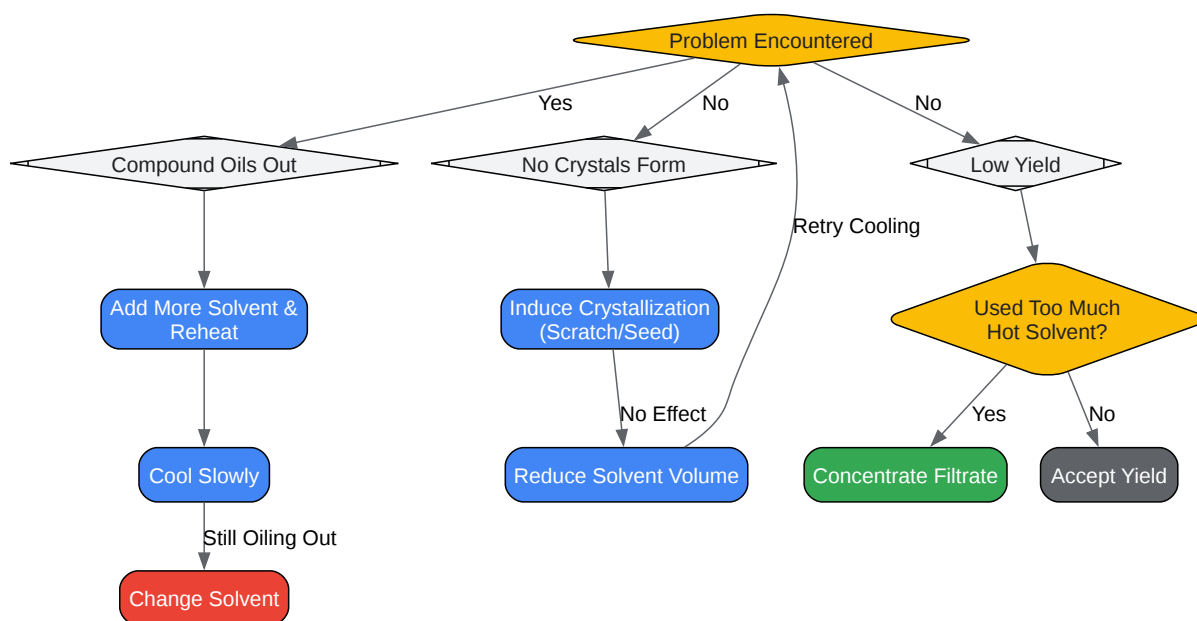 Problem Encountered
Yes
No
No
Compound Oils Out
No Crystals Form
Low Yield
Retry Cooling
Add More Solvent &
Reheat
Induce Crystallization
(Scratch/Seed)
Used Too Much
Hot Solvent?
No Effect
Yes
No
Cool Slowly
Reduce Solvent Volume
Concentrate Filtrate
Accept Yield
Still Oiling Out
Change Solvent